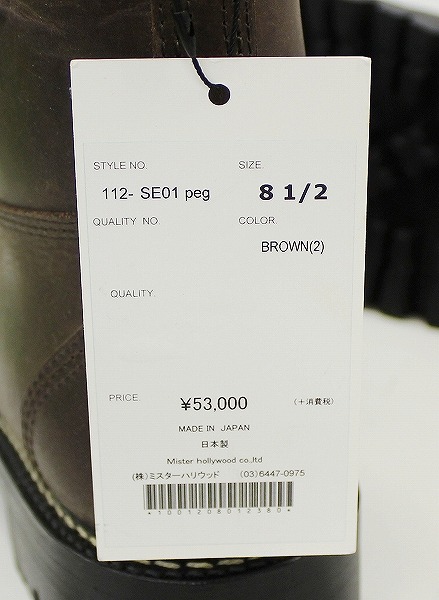 STYLE NO. SIZE.
112- SE01 peg 8 1/2
QUALITY NO. COLOR.
BROWN(2)
QUALITY.
PRICE. ¥53,000 (+消費税)
MADE IN JAPAN
日本製
Mister hollywood co.,ltd
(株)ミスターハリウッド (03)6447-0975
*1001208012380*